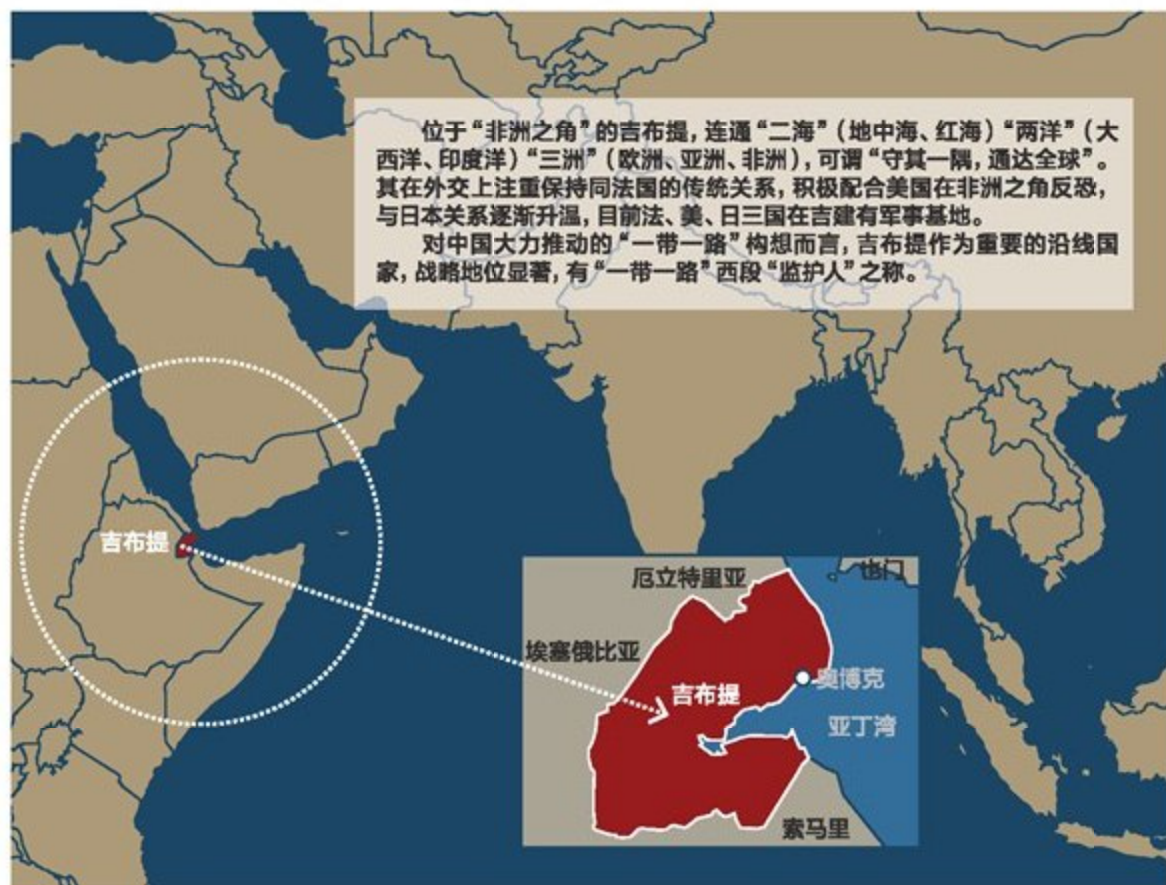 位于“非洲之角”的吉布提，连通“二海”（地中海、红海）“两洋”（大
西洋、印度洋）“三洲”（欧洲、亚洲、非洲），可谓“守其一隅，通达全球”。
其在外交上注重保持同法国的传统关系，积极配合美国在非洲之角反恐，
与日本关系逐渐升温，目前法、美、日三国在吉建有军事基地。
对中国大力推动的“一带一路”构想而言，吉布提作为重要的沿线国
家，战略地位显著，有“一带一路”西段“监护人”之称。
吉布提
厄立特里亚
也门
埃塞俄比亚
奥博克
吉布提
亚丁湾
索马里